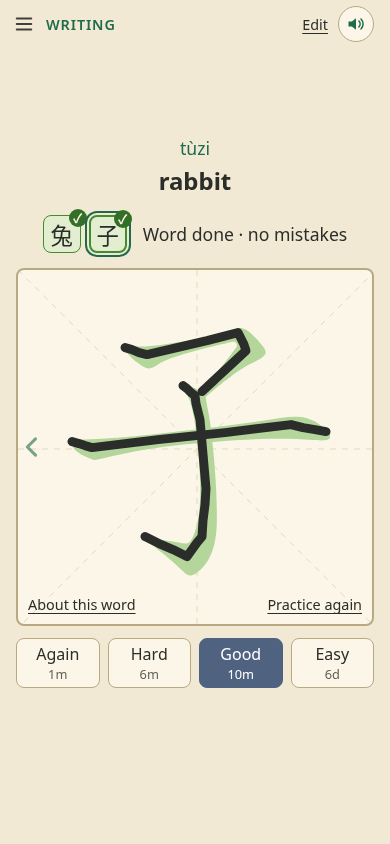 WRITING
Edit
tùzi
rabbit
兔 子 Word done · no mistakes
子
About this word
Practice again
Again
1m
Hard
6m
Good
10m
Easy
6d